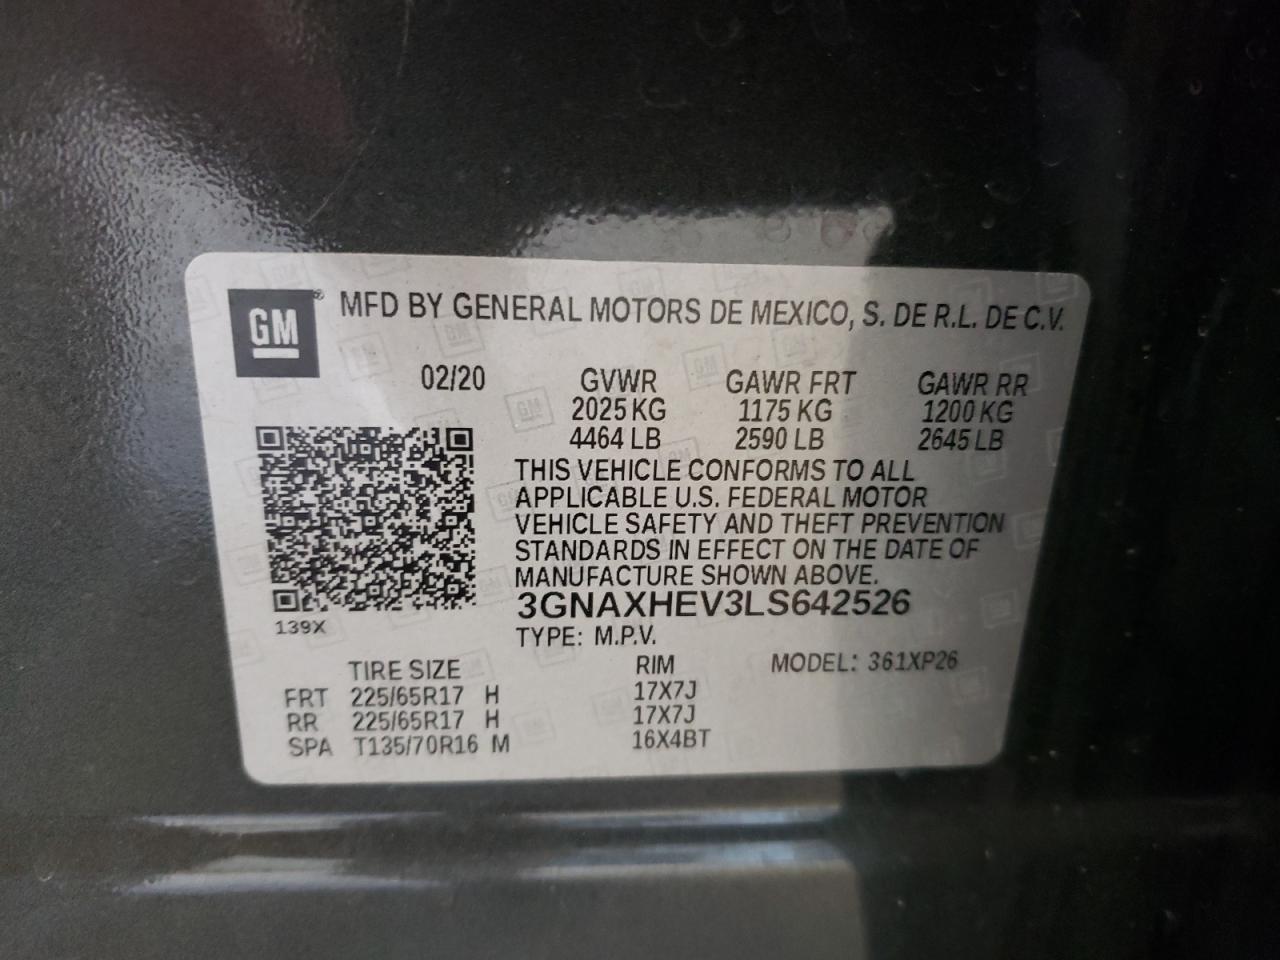 GM® MFD BY GENERAL MOTORS DE MEXICO, S. DE R.L. DE C.V.
02/20 GVWR GAWR FRT GAWR RR
2025 KG 1175 KG 1200 KG
4464 LB 2590 LB 2645 LB
THIS VEHICLE CONFORMS TO ALL
APPLICABLE U.S. FEDERAL MOTOR
VEHICLE SAFETY AND THEFT PREVENTION
STANDARDS IN EFFECT ON THE DATE OF
MANUFACTURE SHOWN ABOVE.
3GNAXHEV3LS642526
139X TYPE: M.P.V.
TIRE SIZE RIM MODEL: 361XP26
FRT 225/65R17 H 17X7J
RR 225/65R17 H 17X7J
SPA T135/70R16 M 16X4BT